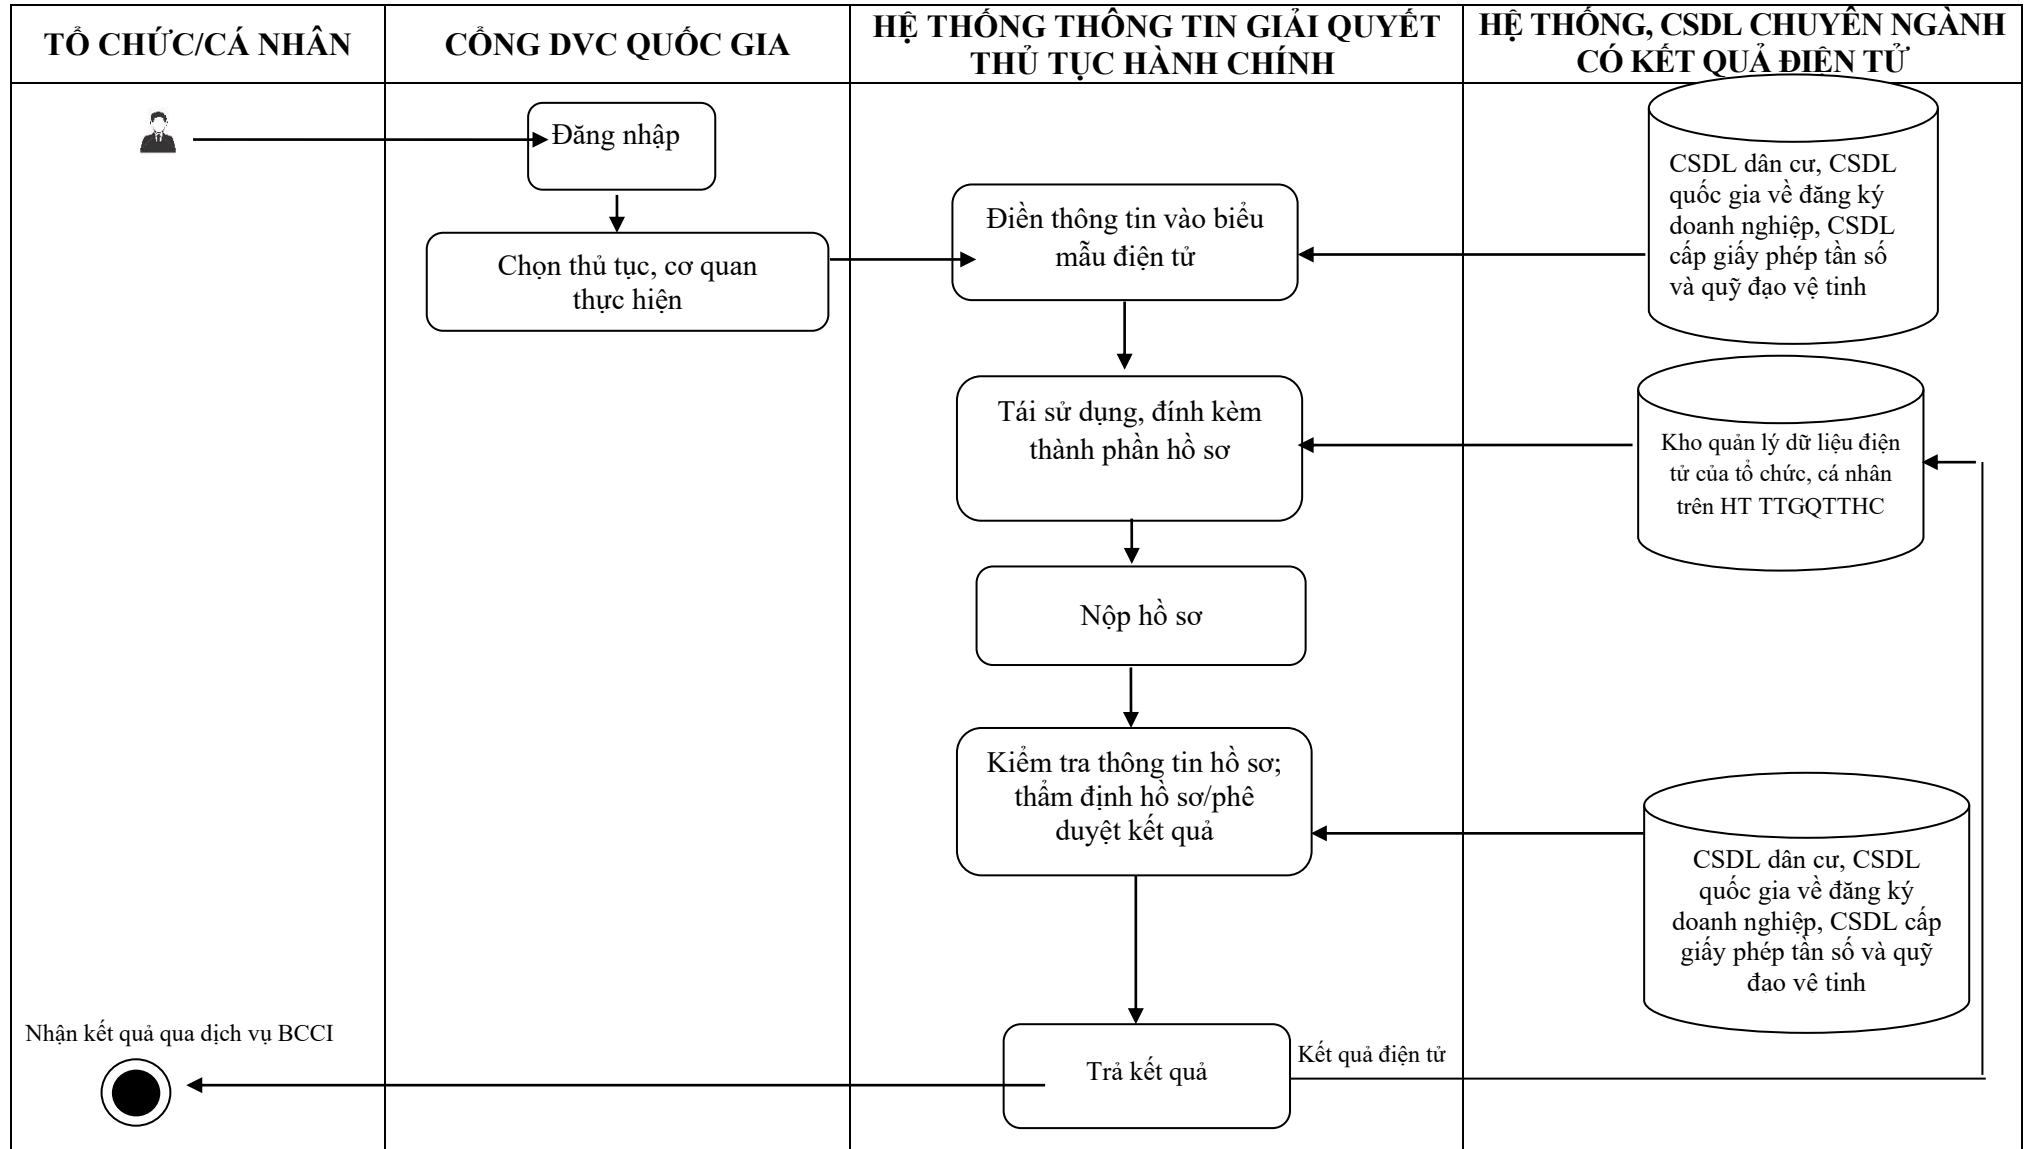 TỔ CHỨC/CÁ NHÂN
CỔNG DVC QUỐC GIA
HỆ THỐNG THÔNG TIN GIẢI QUYẾT
THỦ TỤC HÀNH CHÍNH
HỆ THỐNG, CSDL CHUYÊN NGÀNH
CÓ KẾT QUẢ ĐIỆN TỬ
Đăng nhập
Chọn thủ tục, cơ quan
thực hiện
Điền thông tin vào biểu
mẫu điện tử
CSDL dân cư, CSDL
quốc gia về đăng ký
doanh nghiệp, CSDL
cấp giấy phép tần số
và quỹ đạo vệ tinh
Tái sử dụng, đính kèm
thành phần hồ sơ
Kho quản lý dữ liệu điện
tử của tổ chức, cá nhân
trên HT TTGQTTHC
Nộp hồ sơ
Kiểm tra thông tin hồ sơ;
thẩm định hồ sơ/phê
duyệt kết quả
CSDL dân cư, CSDL
quốc gia về đăng ký
doanh nghiệp, CSDL cấp
giấy phép tần số và quỹ
đao vê tinh
Nhận kết quả qua dịch vụ BCCI
Trả kết quả
Kết quả điện tử